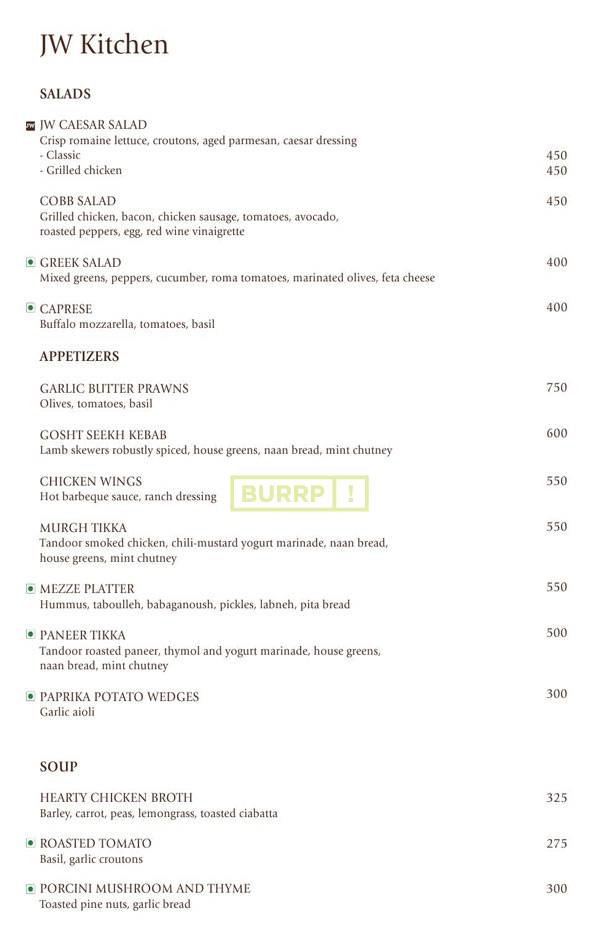 JW Kitchen
SALADS
JW JW CAESAR SALAD
Crisp romaine lettuce, croutons, aged parmesan, caesar dressing
- Classic 450
- Grilled chicken 450
COBB SALAD 450
Grilled chicken, bacon, chicken sausage, tomatoes, avocado,
roasted peppers, egg, red wine vinaigrette
GREEK SALAD 400
Mixed greens, peppers, cucumber, roma tomatoes, marinated olives, feta cheese
CAPRESE 400
Buffalo mozzarella, tomatoes, basil
APPETIZERS
GARLIC BUTTER PRAWNS 750
Olives, tomatoes, basil
GOSHT SEEKH KEBAB 600
Lamb skewers robustly spiced, house greens, naan bread, mint chutney
CHICKEN WINGS 550
Hot barbeque sauce, ranch dressing
BURRP !
MURGH TIKKA 550
Tandoor smoked chicken, chili-mustard yogurt marinade, naan bread,
house greens, mint chutney
MEZZE PLATTER 550
Hummus, taboulleh, babaganoush, pickles, labneh, pita bread
PANEER TIKKA 500
Tandoor roasted paneer, thymol and yogurt marinade, house greens,
naan bread, mint chutney
PAPRIKA POTATO WEDGES 300
Garlic aioli
SOUP
HEARTY CHICKEN BROTH 325
Barley, carrot, peas, lemongrass, toasted ciabatta
ROASTED TOMATO 275
Basil, garlic croutons
PORCINI MUSHROOM AND THYME 300
Toasted pine nuts, garlic bread